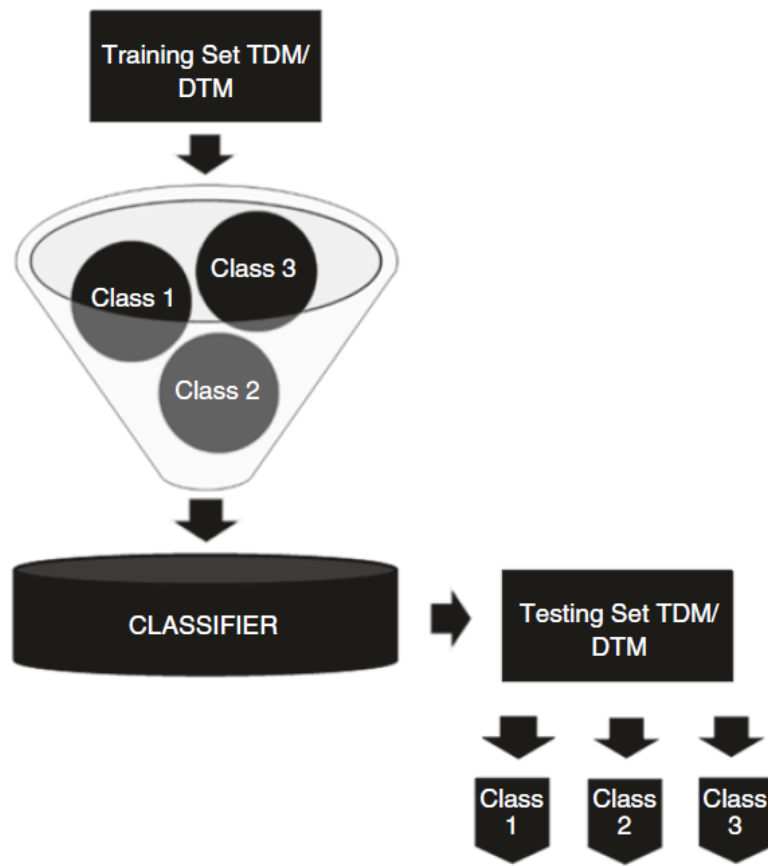 Training Set TDM/
DTM
Class 1
Class 3
Class 2
CLASSIFIER
Testing Set TDM/
DTM
Class
1
Class
2
Class
3